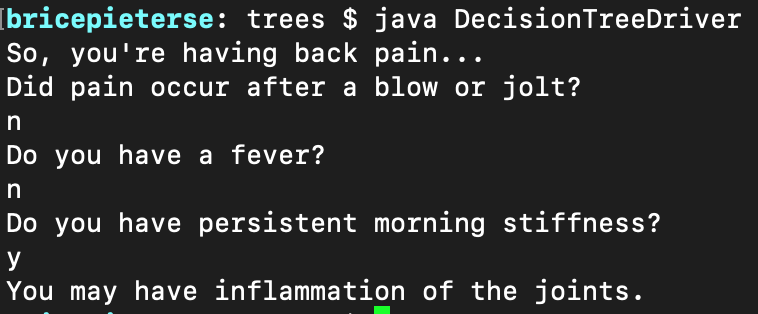 bricepieterse: trees $ java DecisionTreeDriver
So, you're having back pain...
Did pain occur after a blow or jolt?
n
Do you have a fever?
n
Do you have persistent morning stiffness?
y
You may have inflammation of the joints.